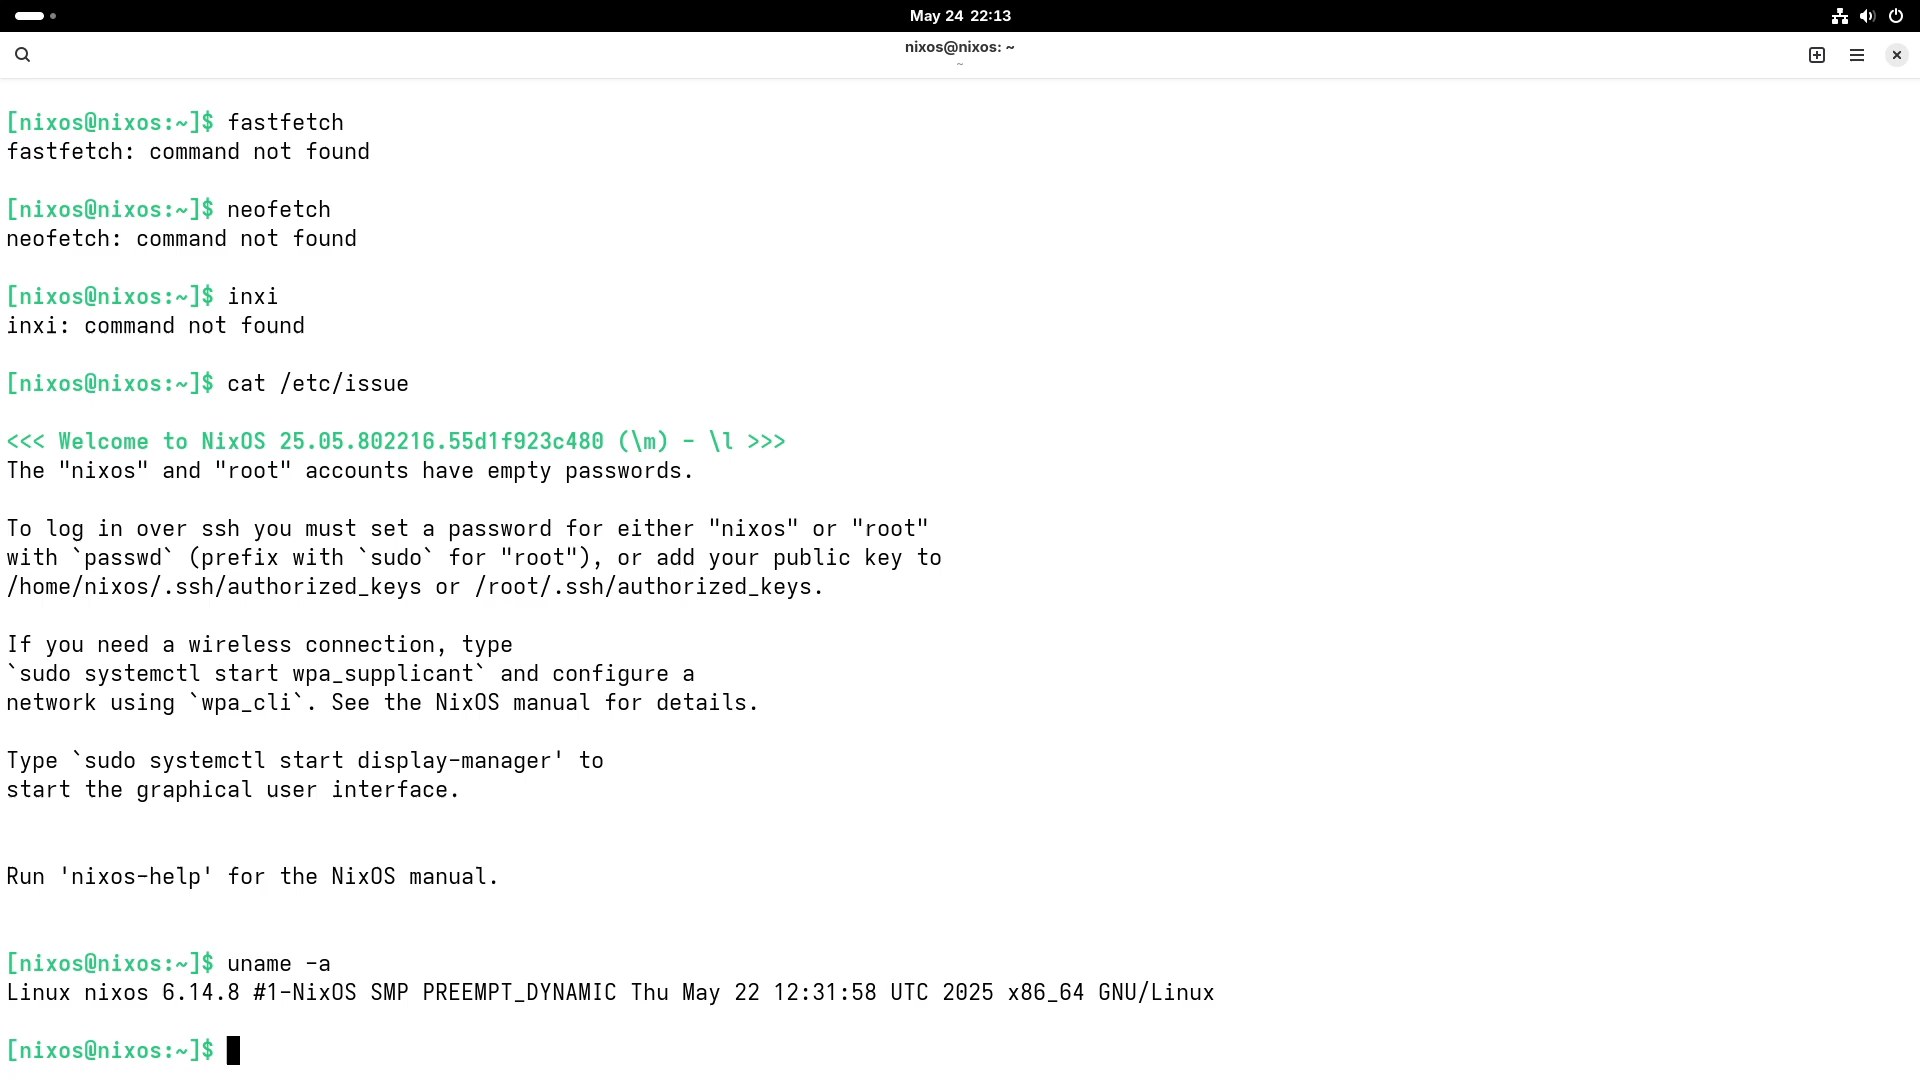 May 24 22:13
nixos@nixos: ~
~
[nixos@nixos:~]$ fastfetch
fastfetch: command not found
[nixos@nixos:~]$ neofetch
neofetch: command not found
[nixos@nixos:~]$ inxi
inxi: command not found
[nixos@nixos:~]$ cat /etc/issue
<<< Welcome to NixOS 25.05.802216.55d1f923c480 (\m) - \l >>>
The "nixos" and "root" accounts have empty passwords.
To log in over ssh you must set a password for either "nixos" or "root"
with `passwd` (prefix with `sudo` for "root"), or add your public key to
/home/nixos/.ssh/authorized_keys or /root/.ssh/authorized_keys.
If you need a wireless connection, type
`sudo systemctl start wpa_supplicant` and configure a
network using `wpa_cli`. See the NixOS manual for details.
Type `sudo systemctl start display-manager' to
start the graphical user interface.
Run 'nixos-help' for the NixOS manual.
[nixos@nixos:~]$ uname -a
Linux nixos 6.14.8 #1-NixOS SMP PREEMPT_DYNAMIC Thu May 22 12:31:58 UTC 2025 x86_64 GNU/Linux
[nixos@nixos:~]$